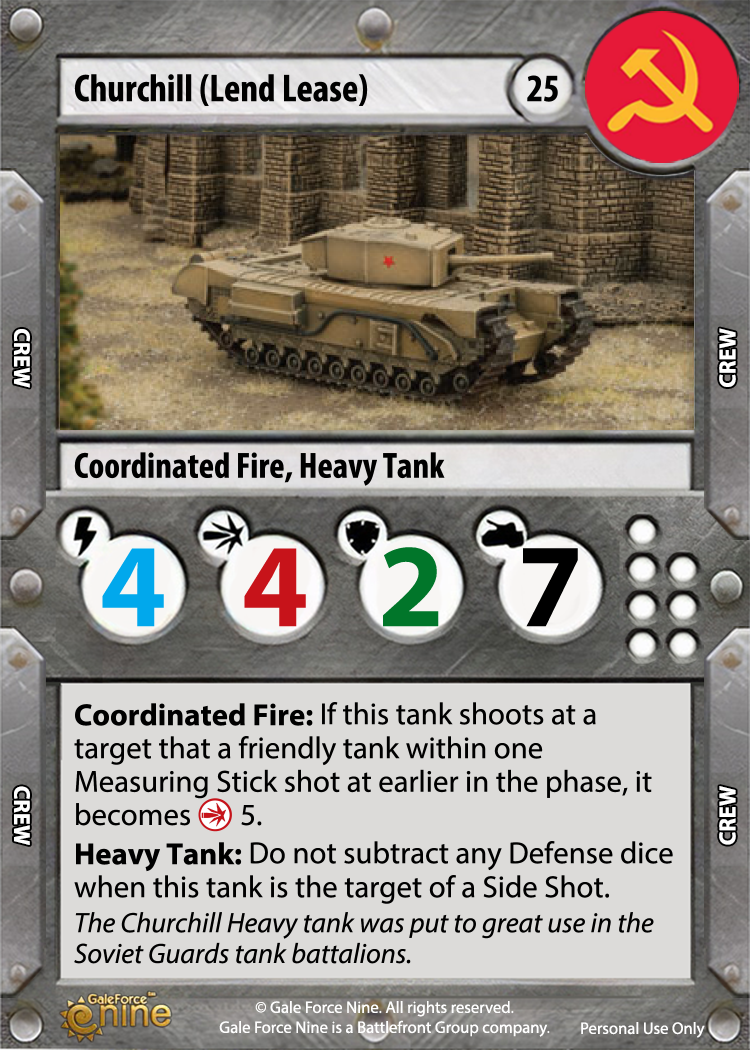 Churchill (Lend Lease)
25
CREW
CREW
Coordinated Fire, Heavy Tank
4
4
2
7
Coordinated Fire: If this tank shoots at a
target that a friendly tank within one
Measuring Stick shot at earlier in the phase, it
becomes 5.
Heavy Tank: Do not subtract any Defense dice
when this tank is the target of a Side Shot.
The Churchill Heavy tank was put to great use in the
Soviet Guards tank battalions.
CREW
CREW
GaleForce™
nine
© Gale Force Nine. All rights reserved.
Gale Force Nine is a Battlefront Group company.
Personal Use Only